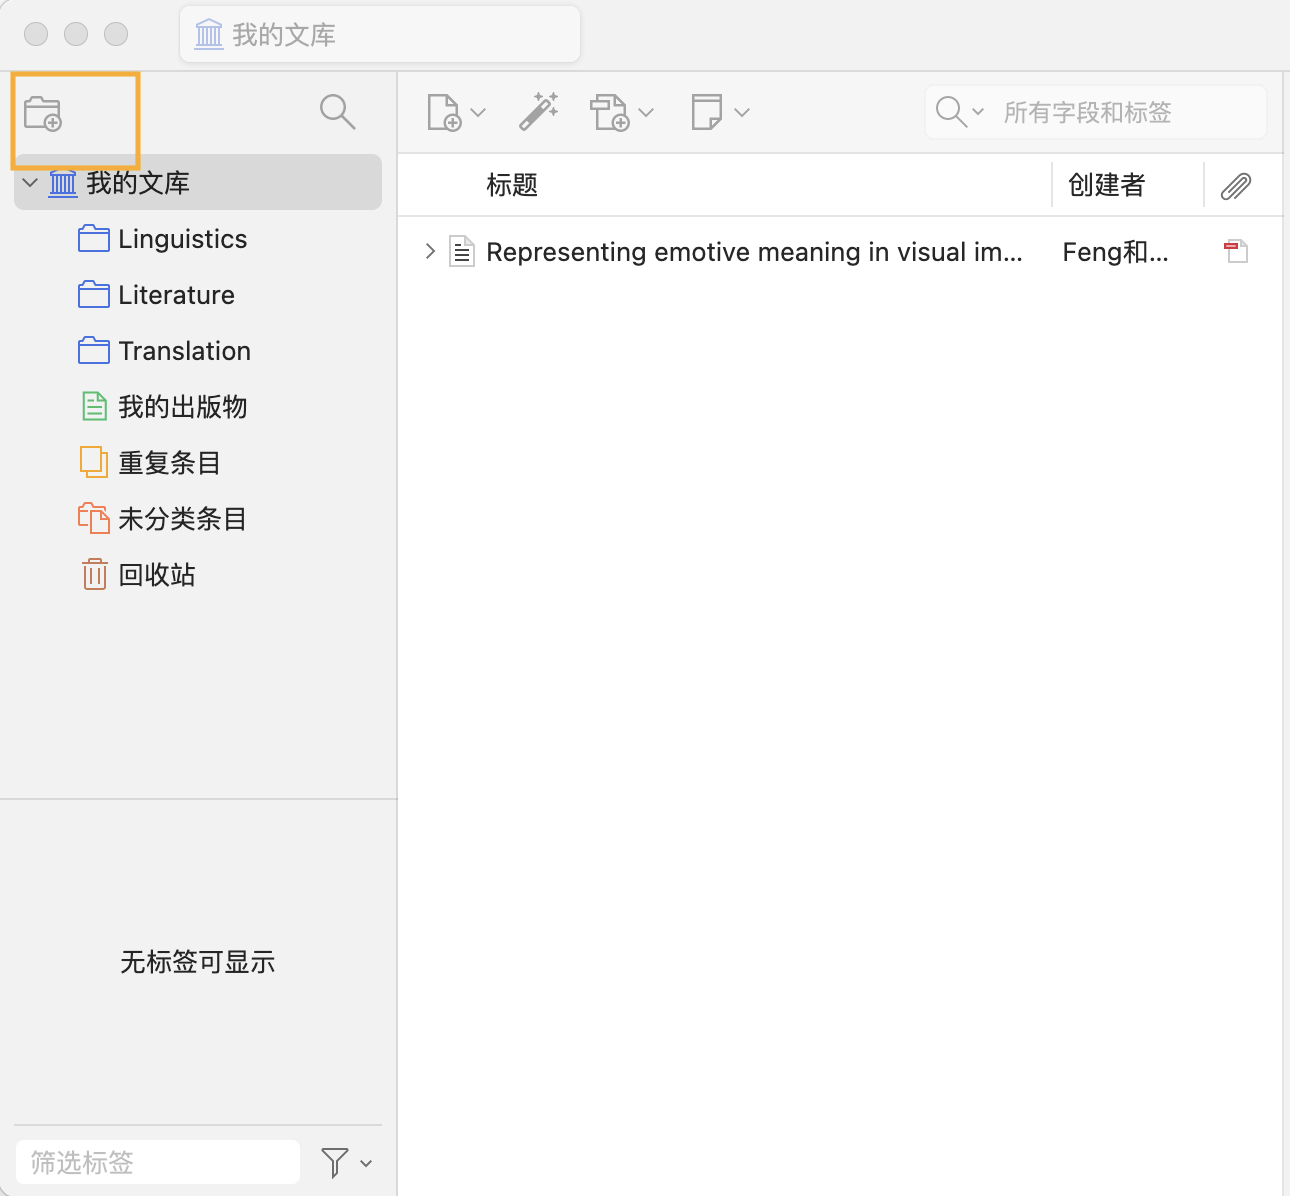 我的文库
所有字段和标签
我的文库
标题
创建者
Linguistics
Representing emotive meaning in visual im...
Feng和...
Literature
Translation
我的出版物
重复条目
未分类条目
回收站
无标签可显示
筛选标签